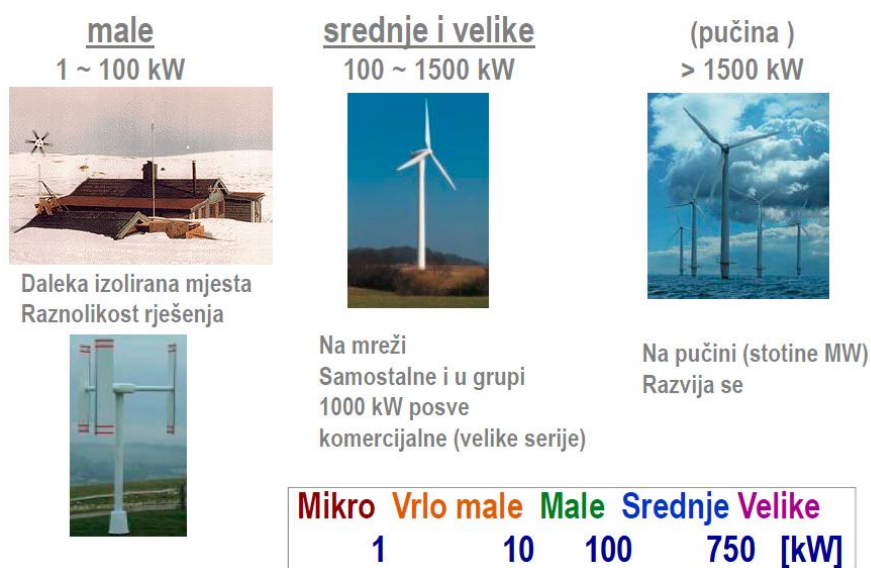 male
1 ~ 100 kW
Daleka izolirana mjesta
Raznolikost rješenja
srednje i velike
100 ~ 1500 kW
Na mreži
Samostalne i u grupi
1000 kW posve
komercijalne (velike serije)
(pučina )
> 1500 kW
Na pučini (stotine MW)
Razvija se
Mikro Vrlo male Male Srednje Velike
1 10 100 750 [kW]